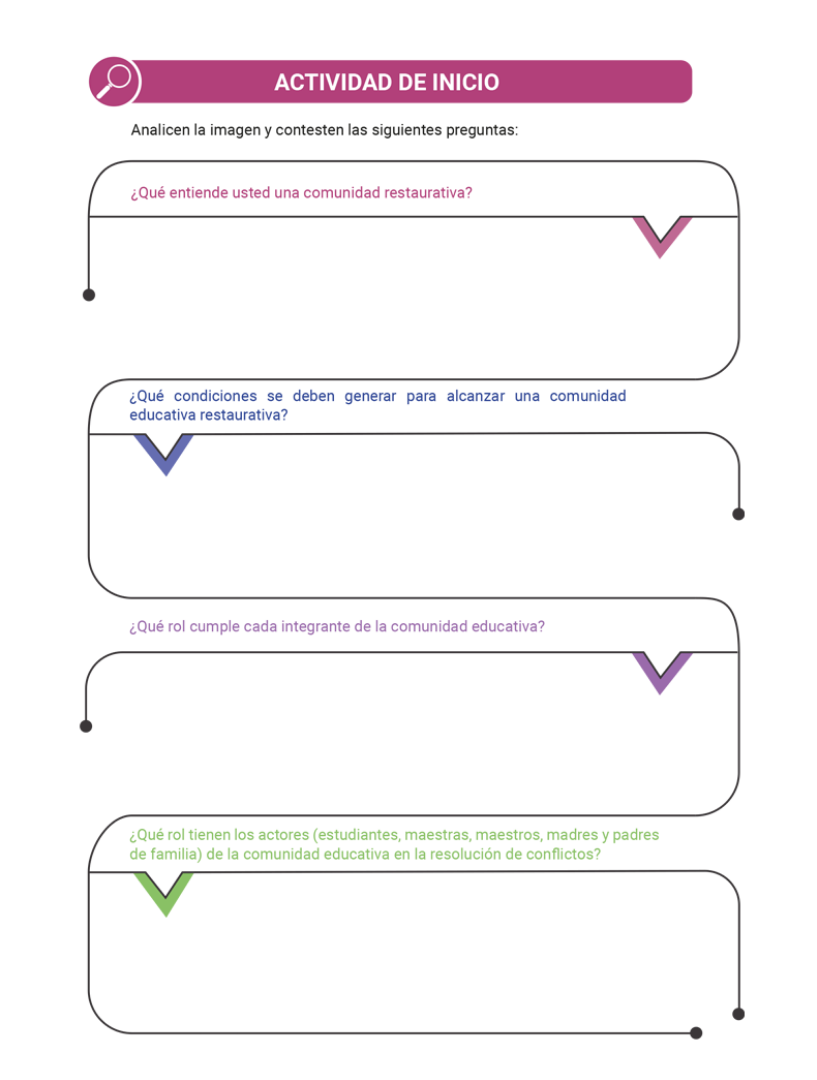 ACTIVIDAD DE INICIO
Analicen la imagen y contesten las siguientes preguntas:
¿Qué entiende usted una comunidad restaurativa?
¿Qué condiciones se deben generar para alcanzar una comunidad
educativa restaurativa?
¿Qué rol cumple cada integrante de la comunidad educativa?
¿Qué rol tienen los actores (estudiantes, maestras, maestros, madres y padres
de familia) de la comunidad educativa en la resolución de conflictos?